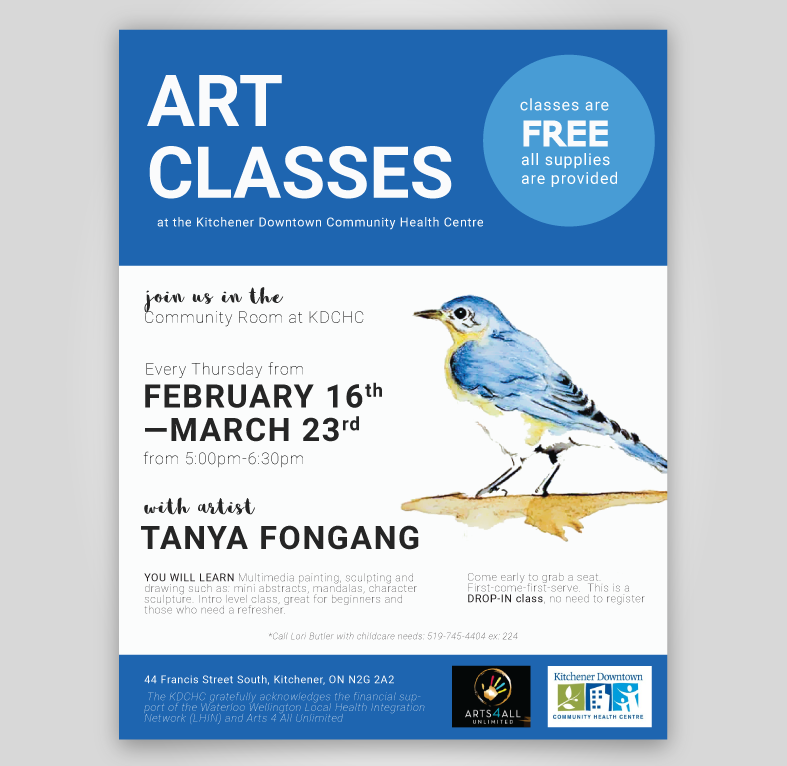 ART
CLASSES
at the Kitchener Downtown Community Health Centre
classes are
FREE
all supplies
are provided
join us in the
Community Room at KDCHC
Every Thursday from
FEBRUARY 16th
—MARCH 23rd
from 5:00pm-6:30pm
with artist
TANYA FONGANG
YOU WILL LEARN Multimedia painting, sculpting and
drawing such as: mini abstracts, mandalas, character
sculpture. Intro level class, great for beginners and
those who need a refresher.
Come early to grab a seat.
First-come-first-serve. This is a
DROP-IN class, no need to register
*Call Lori Butler with childcare needs: 519-745-4404 ex: 224
44 Francis Street South, Kitchener, ON N2G 2A2
The KDCHC gratefully acknowledges the financial sup-
port of the Waterloo Wellington Local Health Integration
Network (LHIN) and Arts 4 All Unlimited
ARTS4ALL
UNLIMITED
Kitchener Downtown
COMMUNITY HEALTH CENTRE